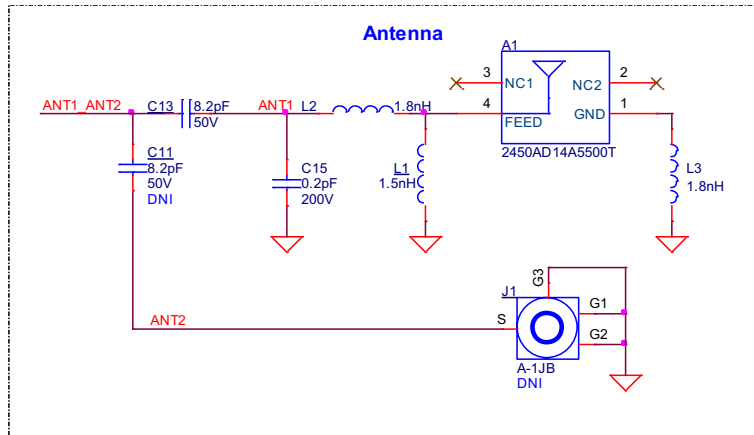 Antenna
A1
3
NC1
NC2
2
ANT1_ANT2
C13
8.2pF
50V
ANT1
L2
1.8nH
4
FEED
GND
1
2450AD14A5500T
C11
8.2pF
50V
DNI
C15
0.2pF
200V
L1
1.5nH
L3
1.8nH
ANT2
J1
S
G3
G1
G2
A-1JB
DNI